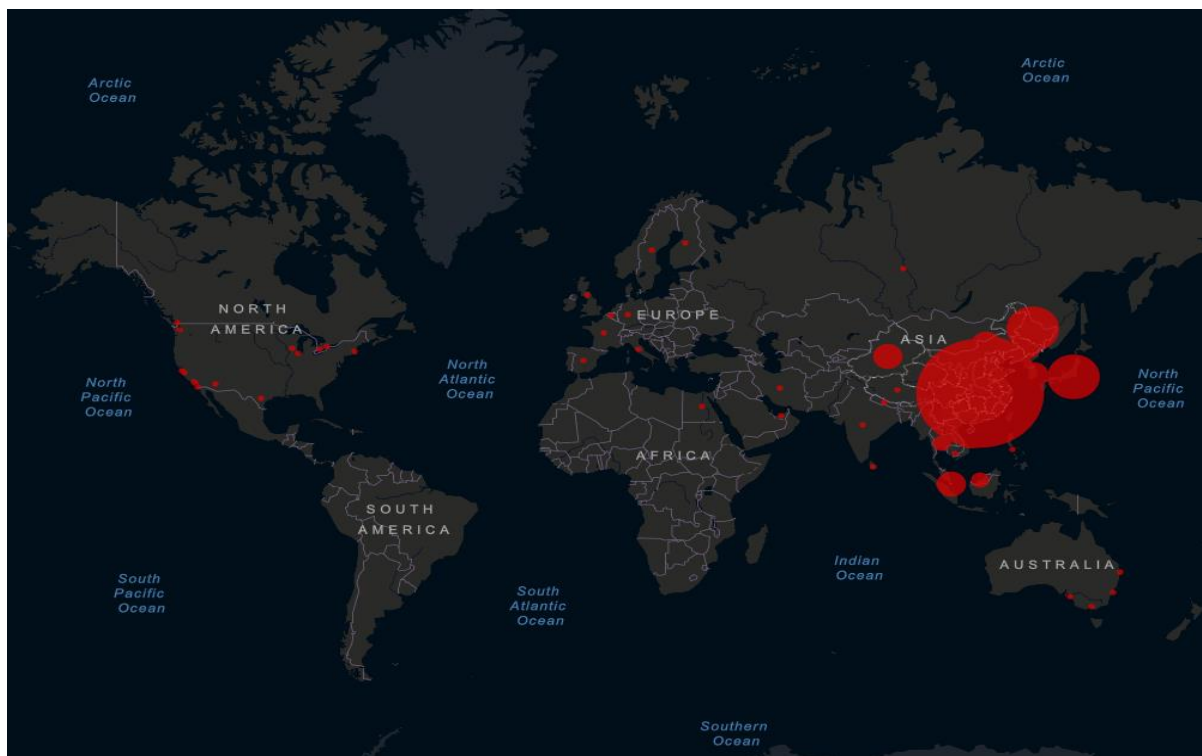 Arctic
Ocean
Arctic
Ocean
NORTH
AMERICA
EUROPE
ASIA
North
Pacific
Ocean
North
Atlantic
Ocean
North
Pacific
Ocean
AFRICA
SOUTH
AMERICA
South
Pacific
Ocean
South
Atlantic
Ocean
Indian
Ocean
AUSTRALIA
Southern
Ocean